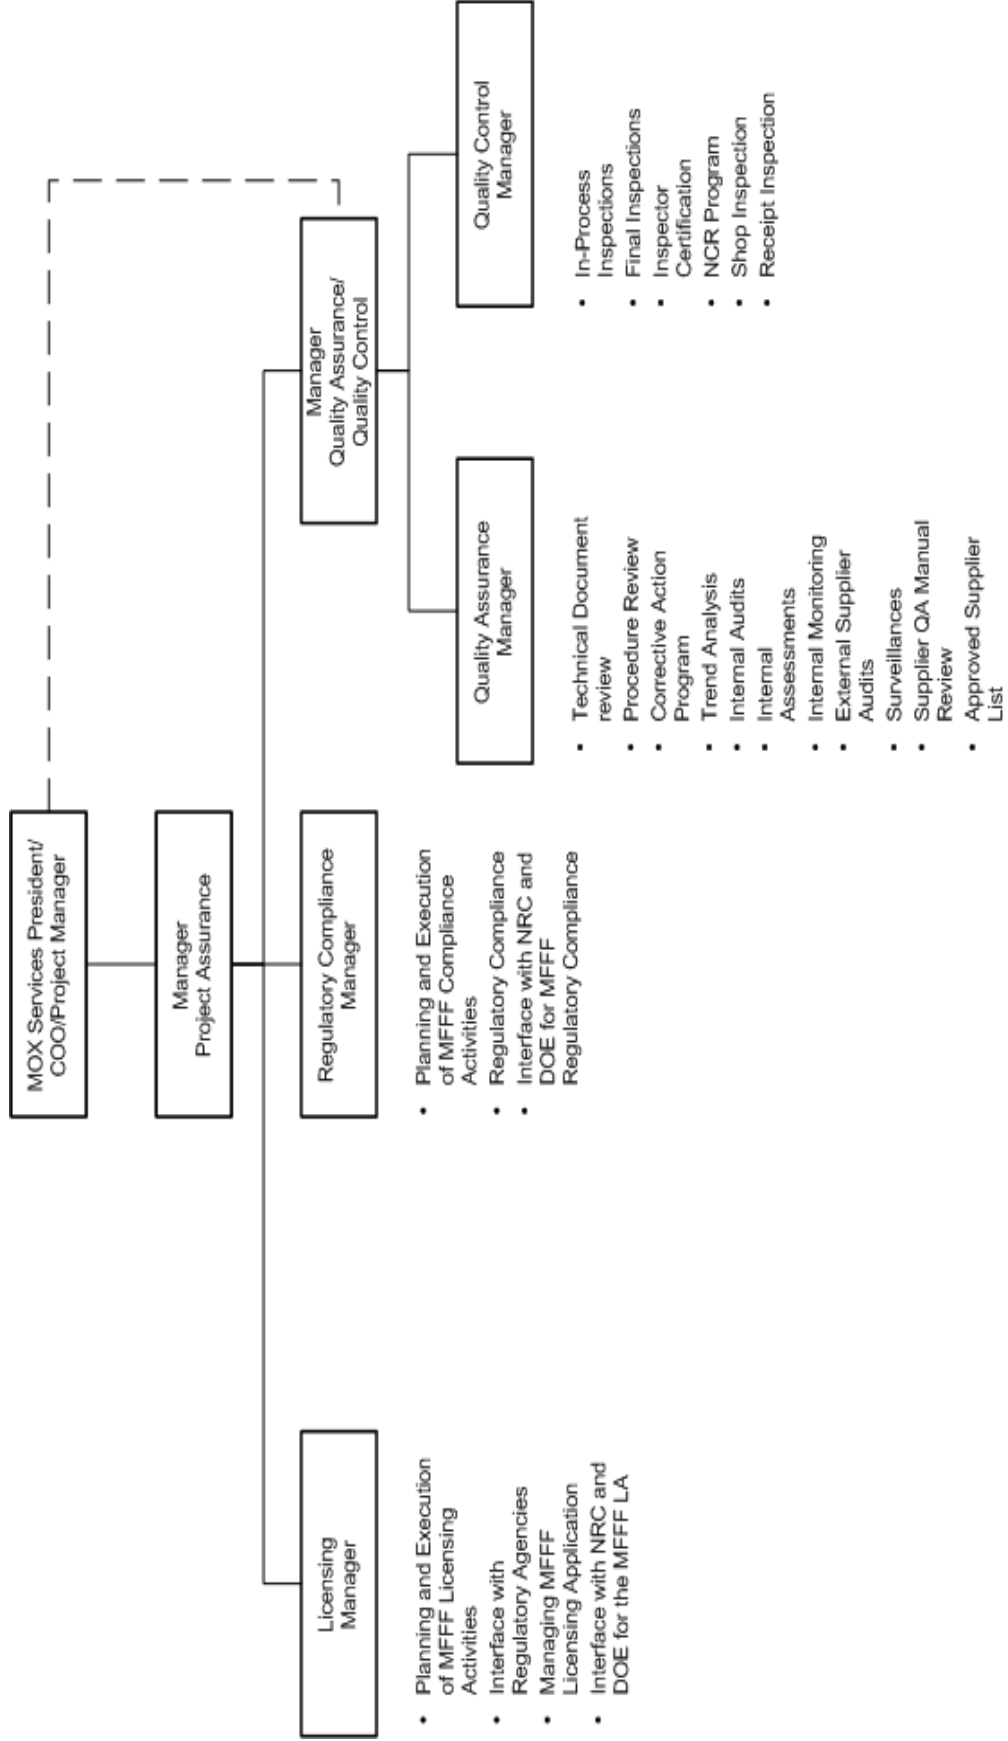 MOX Services President/
COO/Project Manager
Manager
Project Assurance
Licensing
Manager
• Planning and Execution
of MFFF Licensing
Activities
• Interface with
Regulatory Agencies
• Managing MFFF
Licensing Application
• Interface with NRC and
DOE for the MFFF LA
Regulatory Compliance
Manager
• Planning and Execution
of MFFF Compliance
Activities
• Regulatory Compliance
• Interface with NRC and
DOE for MFFF
Regulatory Compliance
Manager
Quality Assurance/
Quality Control
Quality Assurance
Manager
• Technical Document
review
• Procedure Review
• Corrective Action
Program
• Trend Analysis
• Internal Audits
• Internal
Assessments
• Internal Monitoring
• External Supplier
Audits
• Surveillances
• Supplier QA Manual
Review
• Approved Supplier
List
Quality Control
Manager
• In-Process
Inspections
• Final Inspections
• Inspector
Certification
• NCR Program
• Shop Inspection
• Receipt Inspection